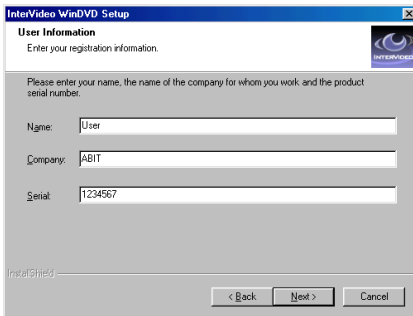 InterVideo WinDVD Setup
User Information
Enter your registration information.
INTERVIDEO
Please enter your name, the name of the company for whom you work and the product
serial number.
Name: User
Company: ABIT
Serial: 1234567
InstallShield
< Back Next > Cancel